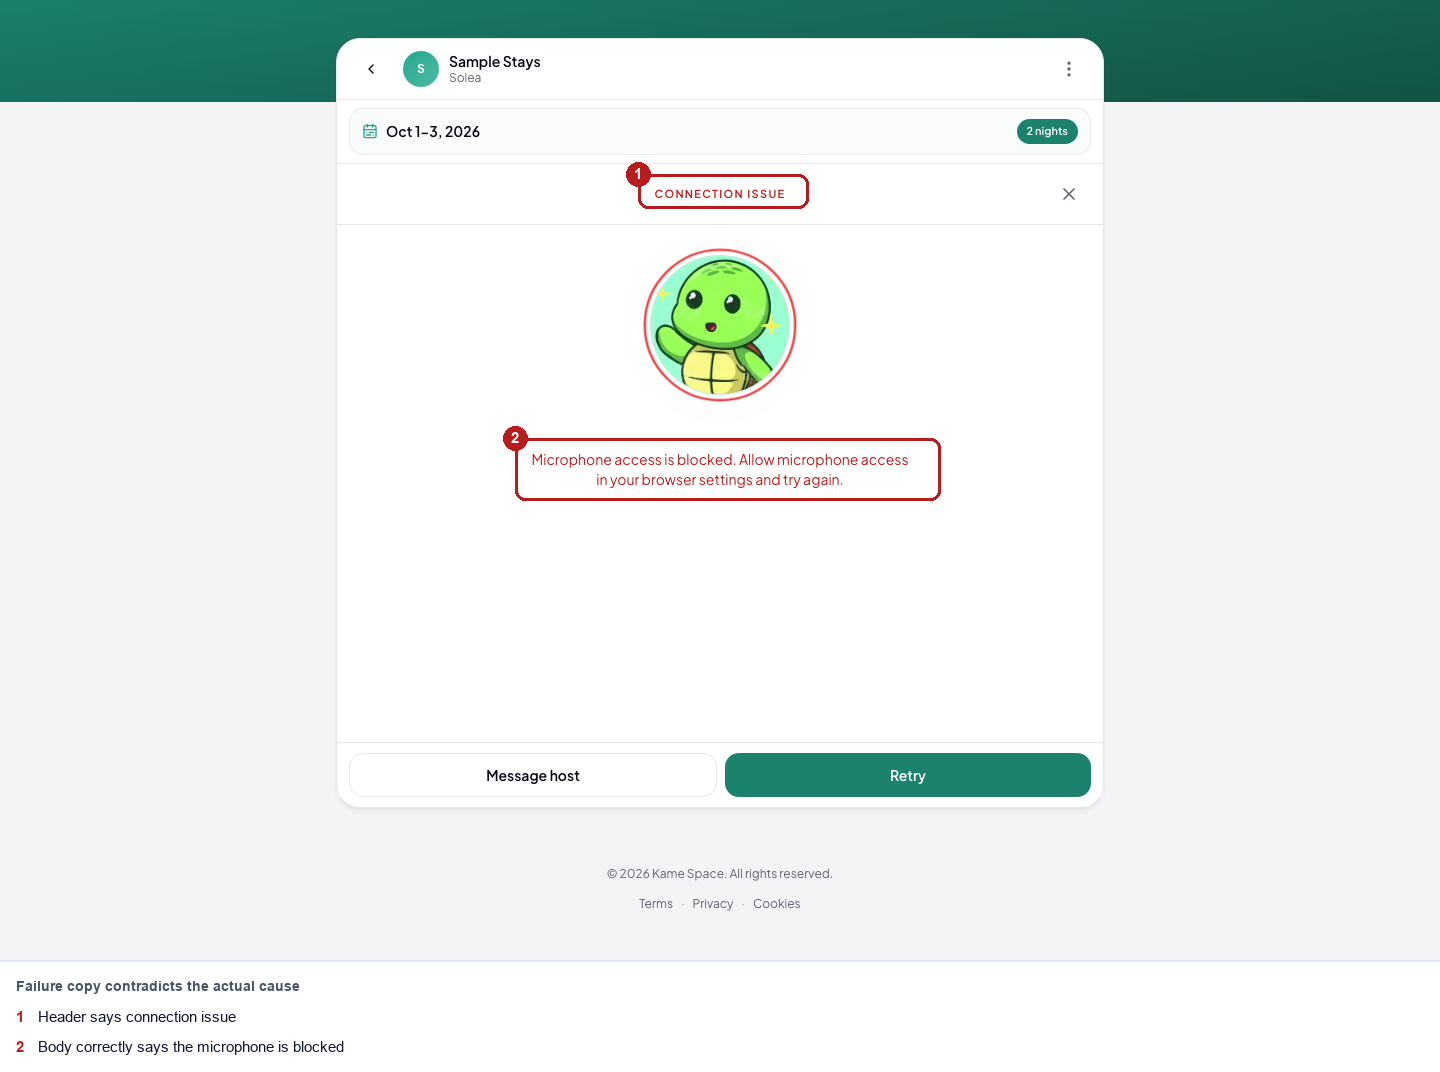 S
Sample Stays
Solea
Oct 1–3, 2026
2 nights
1
CONNECTION ISSUE
2
Microphone access is blocked. Allow microphone access
in your browser settings and try again.
Message host
Retry
© 2026 Kame Space. All rights reserved.
Terms · Privacy · Cookies
Failure copy contradicts the actual cause
1 Header says connection issue
2 Body correctly says the microphone is blocked